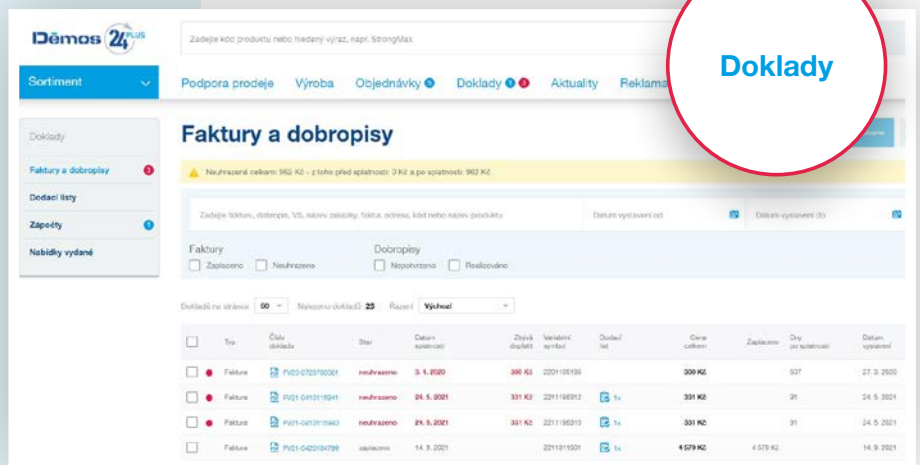 Dēmos 24 PLUS
Zadejte kód produktu nebo hledaný výraz, např. StrongMax
Doklady
Sortiment
Podpora prodeje Výroba Objednávky Doklady Aktuality Reklama
Doklady
Faktury a dobropisy 3
Dodací listy
Zápočty 1
Nabídky vydané
Faktury a dobropisy
Neuhrazeno celkem: 962 Kč - z toho před splatností: 0 Kč a po splatnosti: 962 Kč
Zadejte fakturu, dobropis, VS, název zakázky, faktur. adresu, kód nebo název produktu
Datum vystavení od
Datum vystavení do
Faktury
Zaplaceno Neuhrazeno
Dobropisy
Nepotvrzeno Realizováno
Dokladů na stránce 50 Nalezeno dokladů 25 Řazení Výchozí
Typ Číslo dokladu Stav Datum splatnosti Zbývá doplatit Variabilní symbol Dodací list Cena celkem Zaplaceno Dny po splatnosti Datum vystavení
Faktura neuhrazeno 300 Kč 300 Kč 507 27. 3. 2020
Faktura neuhrazeno 24. 5. 2021 331 Kč 1x 331 Kč 91 24. 5. 2021
Faktura neuhrazeno 24. 5. 2021 331 Kč 1x 331 Kč 91 24. 5. 2021
Faktura zaplaceno 14. 9. 2021 1x 4 579 Kč 4 579 Kč 14. 9. 2021